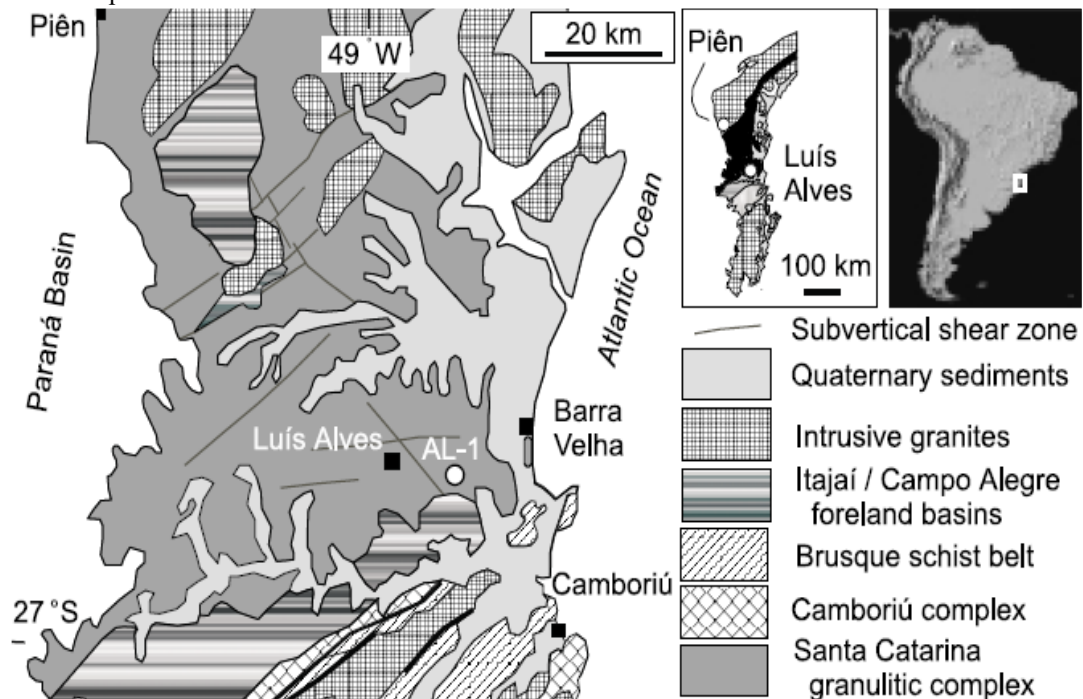 Piên
49 °W
20 km
Piên
Luís
Alves
100 km
Paraná Basin
Atlantic Ocean
Luís Alves
AL-1
Barra
Velha
Camboriú
27 °S
Subvertical shear zone
Quaternary sediments
Intrusive granites
Itajaí / Campo Alegre
foreland basins
Brusque schist belt
Camboriú complex
Santa Catarina
granulitic complex